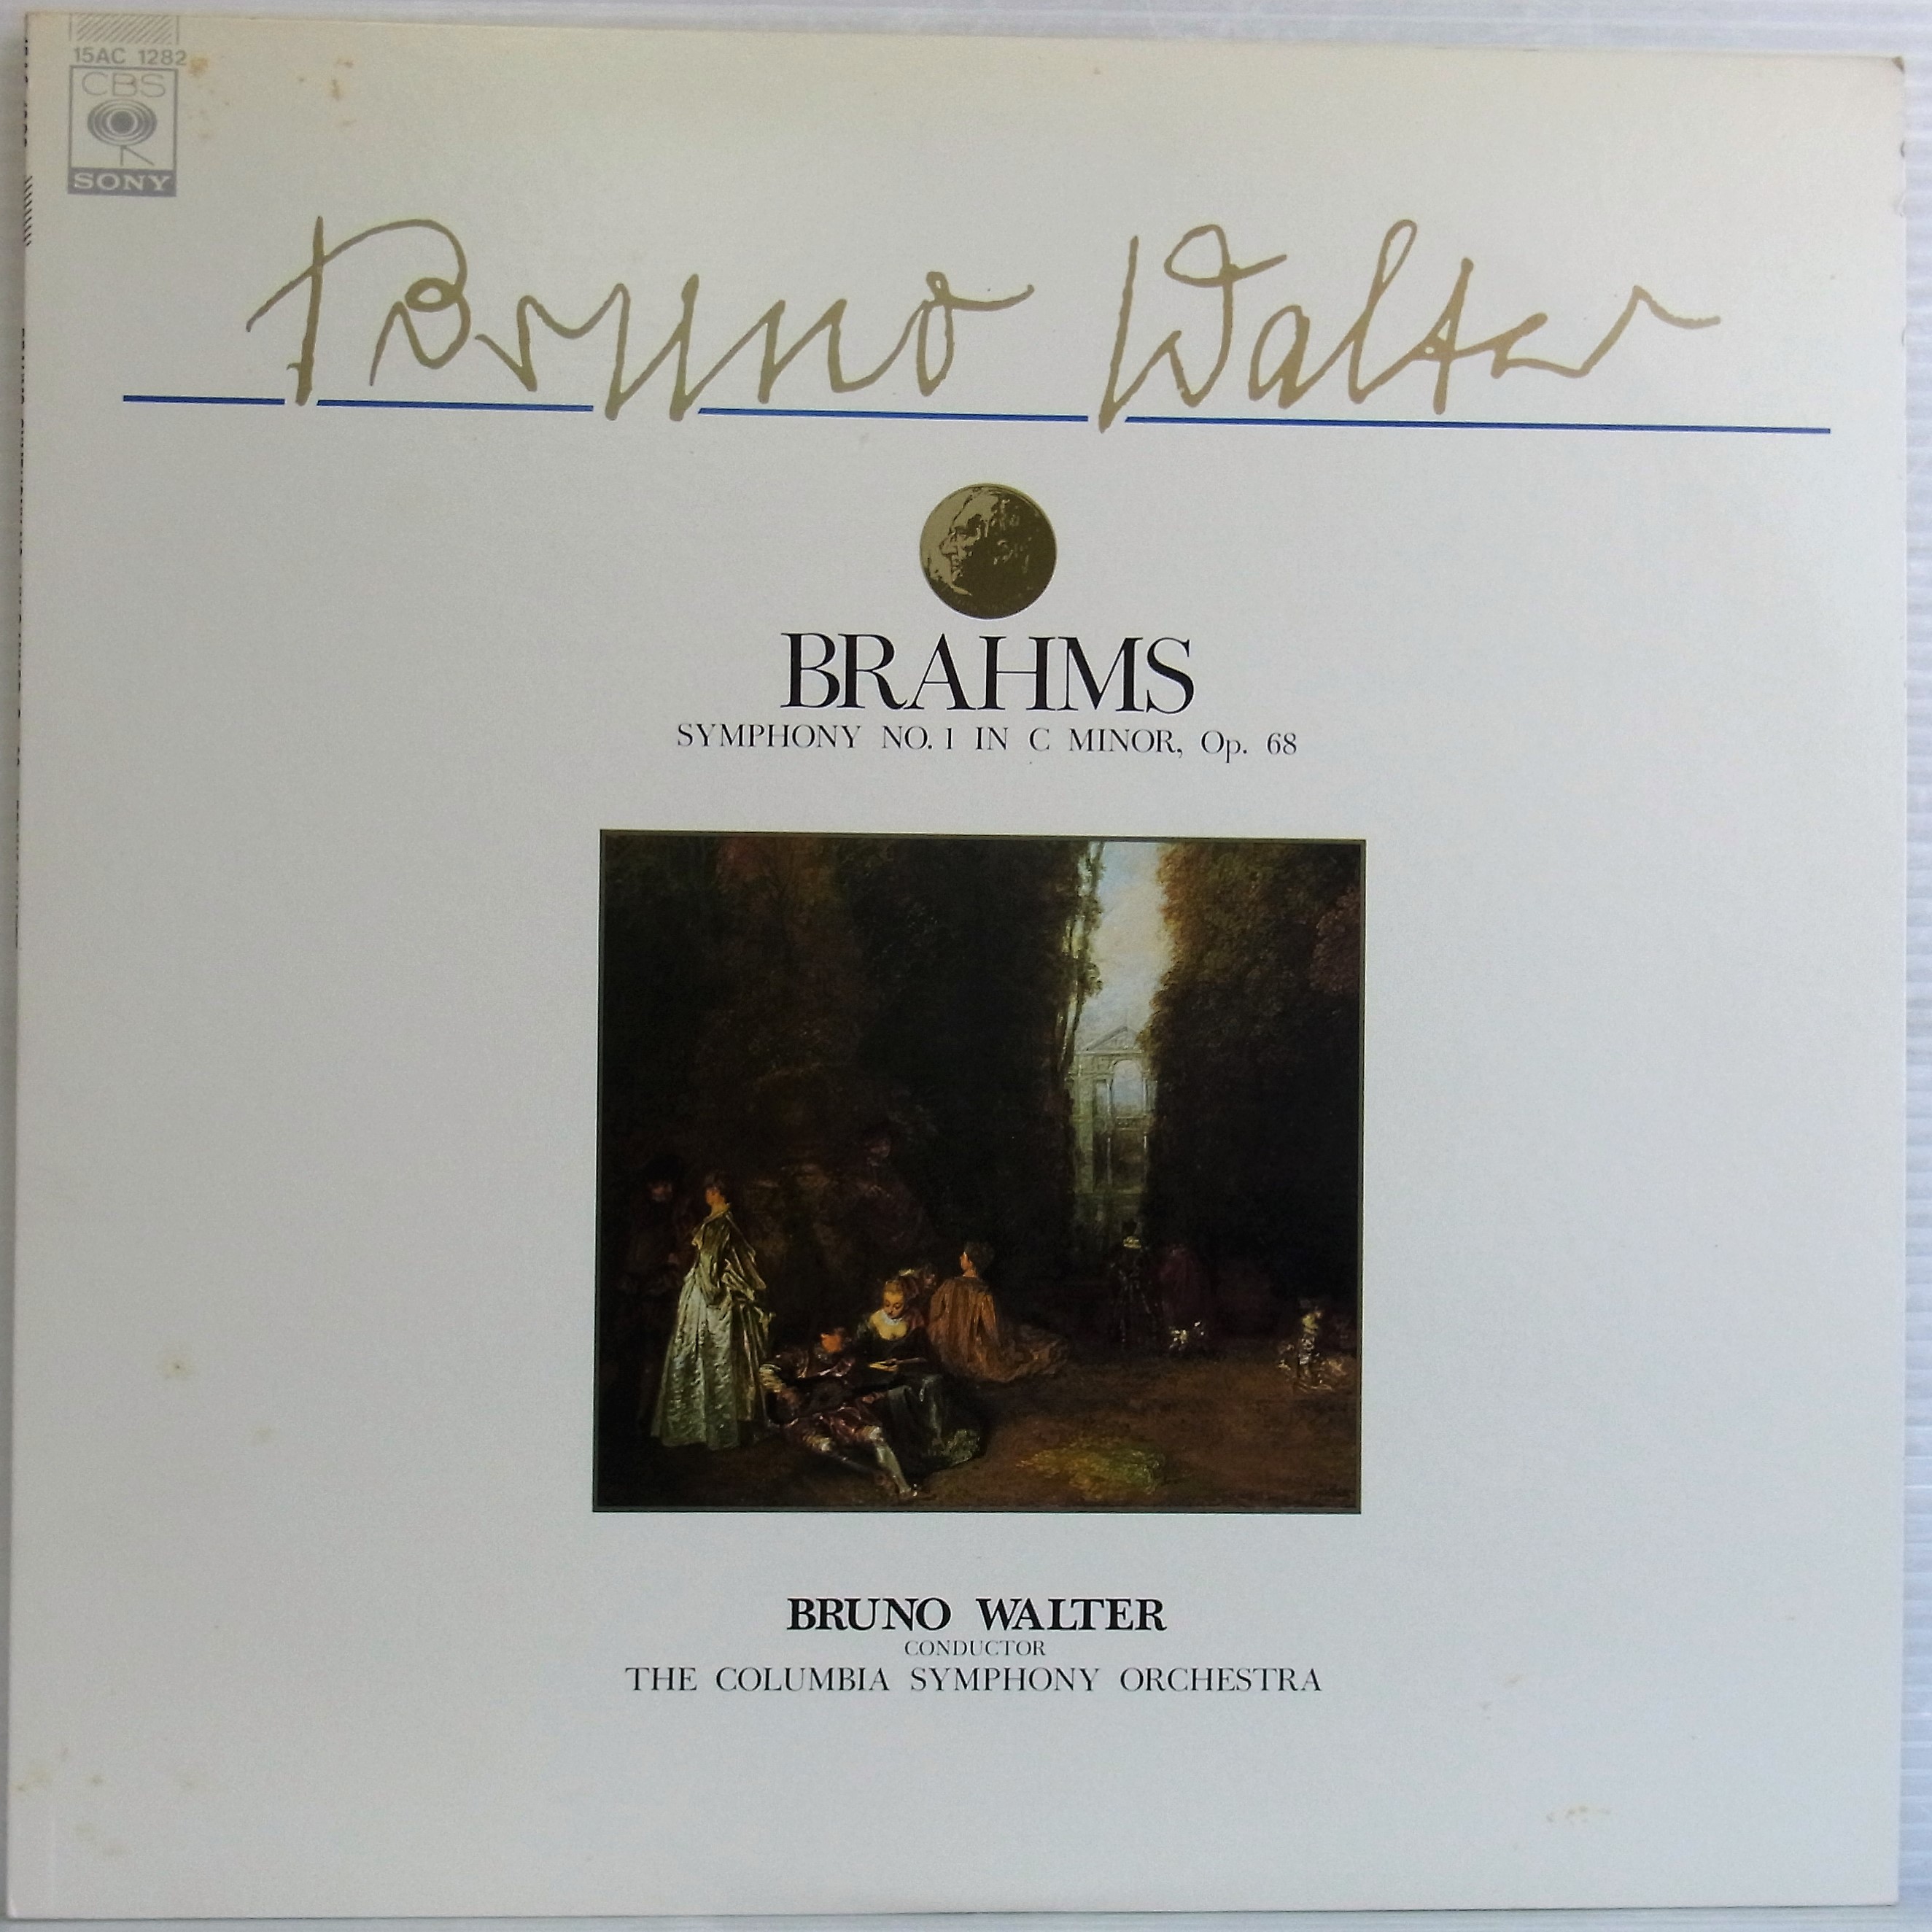 15AC 1282
CBS
SONY
Bruno Walter
BRAHMS
SYMPHONY NO. 1 IN C MINOR, Op. 68
BRUNO WALTER
CONDUCTOR
THE COLUMBIA SYMPHONY ORCHESTRA